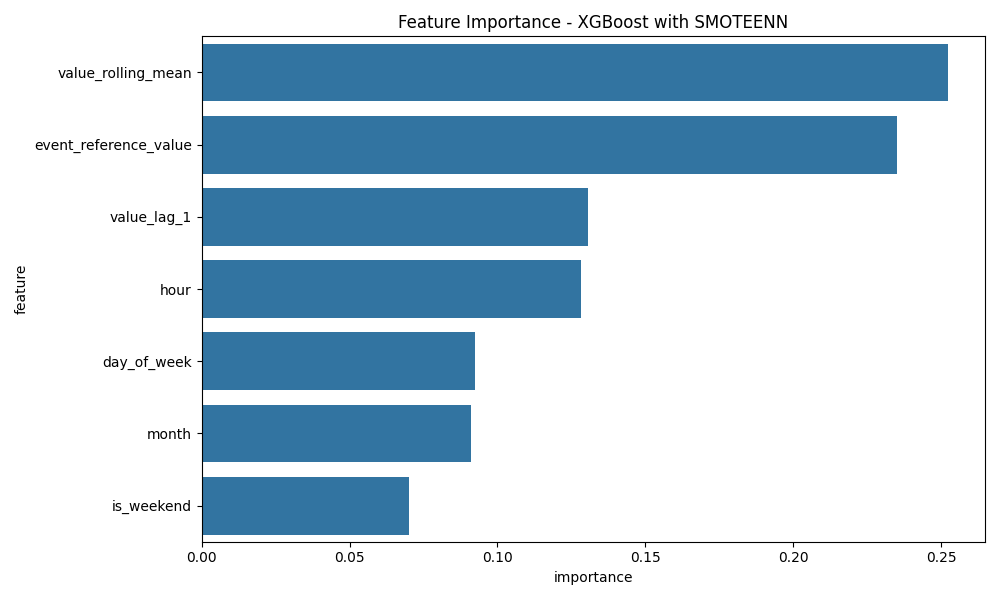 Feature Importance - XGBoost with SMOTEENN
value_rolling_mean
event_reference_value
value_lag_1
hour
day_of_week
month
is_weekend
feature
0.00 0.05 0.10 0.15 0.20 0.25
importance